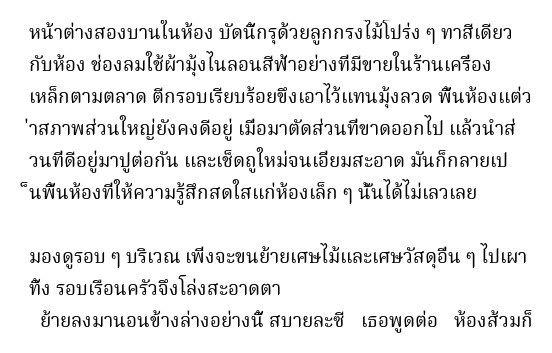 หน้าต่างสองบานในห้อง บัดนี้กรุด้วยลูกกรงไม้โปร่ง ๆ ทาสีเดียว
กับห้อง ช่องลมใช้ผ้ามุ้งไนลอนสีฟ้าอย่างที่มีขายในร้านเครื่อง
เหล็กตามตลาด ตีกรอบเรียบร้อยขึงเอาไว้แทนมุ้งลวด พื้นห้องแต่ว
่าสภาพส่วนใหญ่ยังคงดีอยู่ เมื่อมาตัดส่วนที่ขาดออกไป แล้วนำส่
วนที่ดีอยู่มาปูต่อกัน และเช็ดถูใหม่จนเอี่ยมสะอาด มันก็กลายเป
็นพื้นห้องที่ให้ความรู้สึกสดใสแก่ห้องเล็ก ๆ นั้นได้ไม่เลวเลย
มองดูรอบ ๆ บริเวณ เพิ่งจะขนย้ายเศษไม้และเศษวัสดุอื่น ๆ ไปเผา
ทิ้ง รอบเรือนครัวจึงโล่งสะอาดตา
ย้ายลงมานอนข้างล่างอย่างนี้ สบายละซี เธอพูดต่อ ห้องส้วมก็